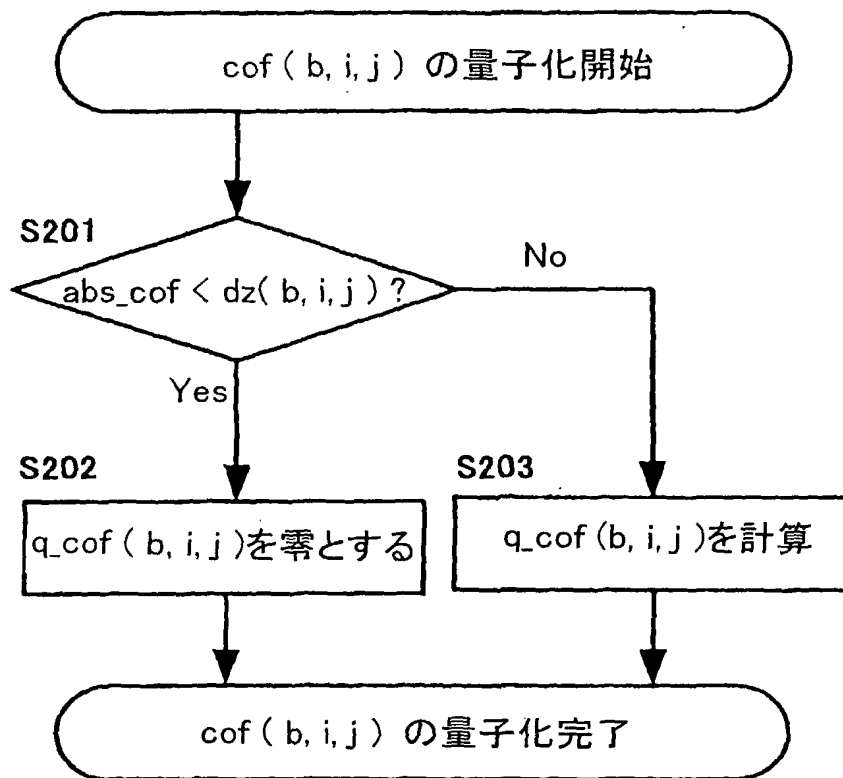 cof ( b, i, j ) の量子化開始
S201
abs_cof < dz( b, i, j ) ?
No
Yes
S202
q_cof ( b, i, j )を零とする
S203
q_cof (b, i, j )を計算
cof ( b, i, j ) の量子化完了